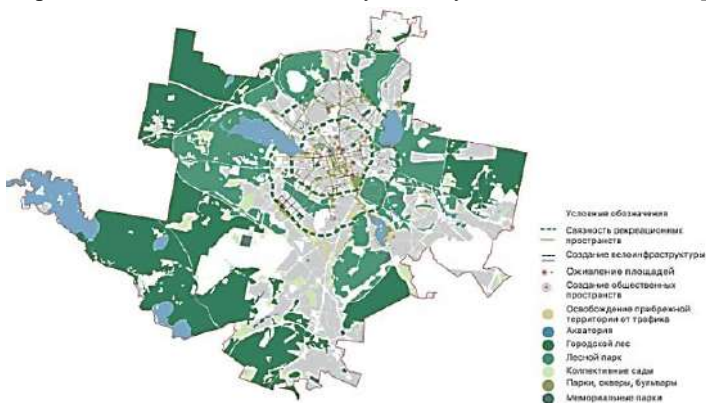 Условные обозначения
Связность рекреационных
пространств
Создание велоинфраструктуры
Оживление площадей
Создание общественных
пространств
Освобождение прибрежной
территории от трафика
Акватория
Городской лес
Лесной парк
Коллективные сады
Парки, скверы, бульвары
Мемориальные парки